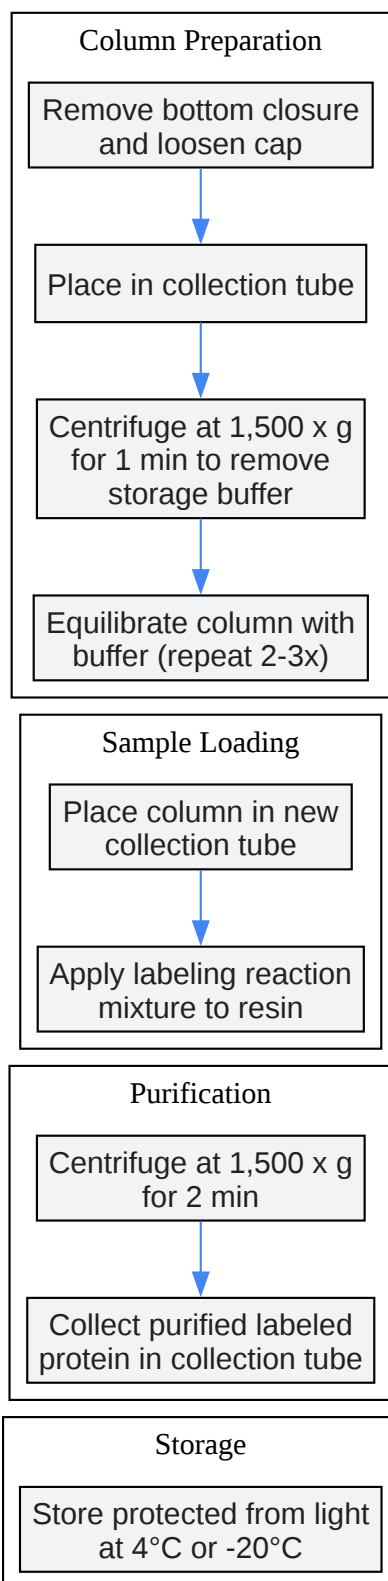 Column Preparation
Remove bottom closure
and loosen cap
Place in collection tube
Centrifuge at 1,500 x g
for 1 min to remove
storage buffer
Equilibrate column with
buffer (repeat 2-3x)
Sample Loading
Place column in new
collection tube
Apply labeling reaction
mixture to resin
Purification
Centrifuge at 1,500 x g
for 2 min
Collect purified labeled
protein in collection tube
Storage
Store protected from light
at 4°C or -20°C